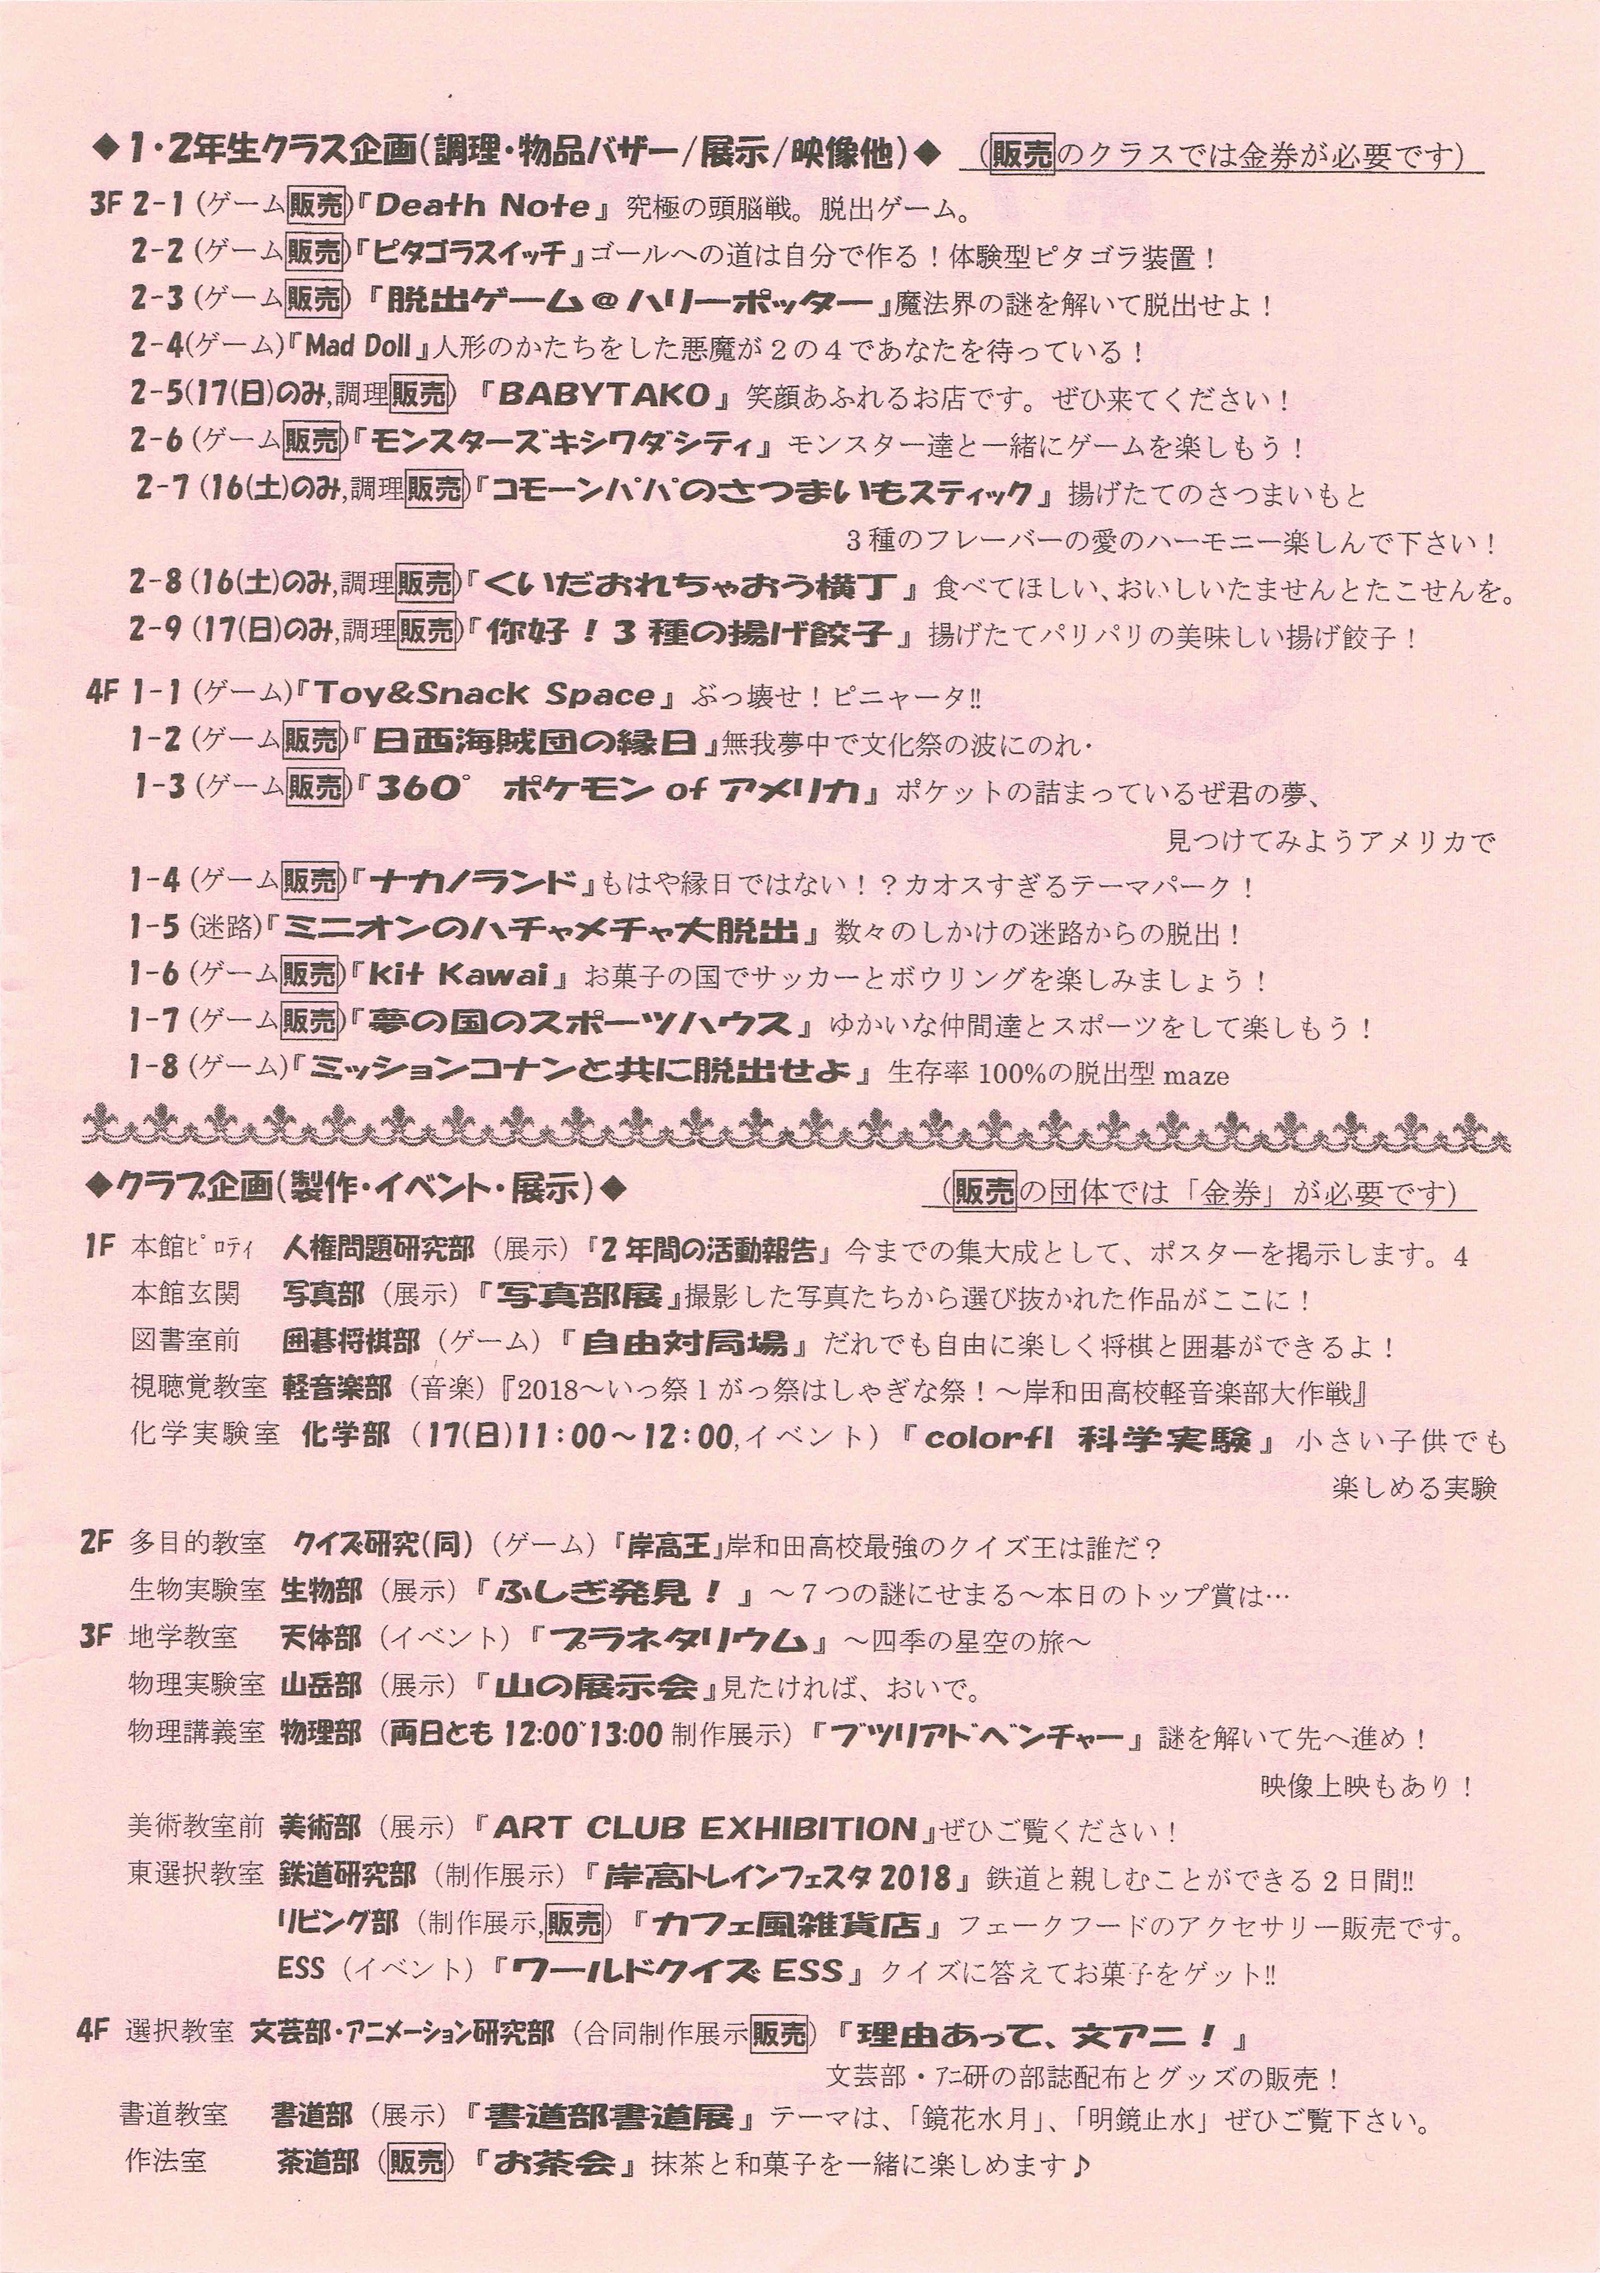 ◆1・2年生クラス企画(調理・物品バザー/展示/映像他)◆ (販売のクラスでは金券が必要です)
3F 2-1 (ゲーム販売)『Death Note』 究極の頭脳戦。脱出ゲーム。
2-2 (ゲーム販売)『ピタゴラスイッチ』ゴールへの道は自分で作る！体験型ピタゴラ装置！
2-3 (ゲーム販売) 『脱出ゲーム＠ハリーポッター』魔法界の謎を解いて脱出せよ！
2-4(ゲーム)『Mad Doll』人形のかたちをした悪魔が2の4であなたを待っている！
2-5(17(日)のみ,調理販売) 『BABYTAKO』 笑顔あふれるお店です。ぜひ来てください！
2-6 (ゲーム販売)『モンスターズキシワダシティ』 モンスター達と一緒にゲームを楽しもう！
2-7 (16(土)のみ,調理販売)『コモーンパパのさつまいもスティック』 揚げたてのさつまいもと
3種のフレーバーの愛のハーモニー楽しんで下さい！
2-8 (16(土)のみ,調理販売)『くいだおれちゃおう横丁』 食べてほしい、おいしいたませんとたこせんを。
2-9 (17(日)のみ,調理販売)『你好！3種の揚げ餃子』 揚げたてパリパリの美味しい揚げ餃子！
4F 1-1 (ゲーム)『Toy&Snack Space』 ぶっ壊せ！ピニャータ!!
1-2 (ゲーム販売)『日西海賊団の縁日』無我夢中で文化祭の波にのれ・
1-3 (ゲーム販売)『360° ポケモン of アメリカ』 ポケットの詰まっているぜ君の夢、
見つけてみようアメリカで
1-4 (ゲーム販売)『ナカノランド』もはや縁日ではない！？カオスすぎるテーマパーク！
1-5 (迷路)『ミニオンのハチャメチャ大脱出』 数々のしかけの迷路からの脱出！
1-6 (ゲーム販売)『kit Kawai』 お菓子の国でサッカーとボウリングを楽しみましょう！
1-7 (ゲーム販売)『夢の国のスポーツハウス』 ゆかいな仲間達とスポーツをして楽しもう！
1-8 (ゲーム)『ミッションコナンと共に脱出せよ』 生存率100%の脱出型 maze
◆クラブ企画(製作・イベント・展示)◆ (販売の団体では「金券」が必要です)
1F 本館ﾋﾟﾛﾃｨ 人権問題研究部 (展示)『2年間の活動報告』 今までの集大成として、ポスターを掲示します。4
本館玄関 写真部 (展示)『写真部展』撮影した写真たちから選び抜かれた作品がここに！
図書室前 囲碁将棋部 (ゲーム)『自由対局場』 だれでも自由に楽しく将棋と囲碁ができるよ！
視聴覚教室 軽音楽部 (音楽)『2018～いっ祭1がっ祭はしゃぎな祭！～岸和田高校軽音楽部大作戦』
化学実験室 化学部 (17(日)11:00～12:00,イベント)『colorfl 科学実験』 小さい子供でも
楽しめる実験
2F 多目的教室 クイズ研究(同) (ゲーム)『岸高王』岸和田高校最強のクイズ王は誰だ？
生物実験室 生物部 (展示)『ふしぎ発見！』 ～7つの謎にせまる～本日のトップ賞は…
3F 地学教室 天体部 (イベント)『プラネタリウム』 ～四季の星空の旅～
物理実験室 山岳部 (展示)『山の展示会』見たければ、おいで。
物理講義室 物理部 (両日とも12:00~13:00 制作展示)『ブツリアドベンチャー』 謎を解いて先へ進め！
映像上映もあり！
美術教室前 美術部 (展示)『ART CLUB EXHIBITION』ぜひご覧ください！
東選択教室 鉄道研究部 (制作展示)『岸高トレインフェスタ2018』 鉄道と親しむことができる2日間!!
リビング部 (制作展示,販売)『カフェ風雑貨店』 フェークフードのアクセサリー販売です。
ESS (イベント)『ワールドクイズESS』 クイズに答えてお菓子をゲット!!
4F 選択教室 文芸部・アニメーション研究部 (合同制作展示販売)『理由あって、文アニ！』
文芸部・ｱﾆ研の部誌配布とグッズの販売！
書道教室 書道部 (展示)『書道部書道展』 テーマは、「鏡花水月」、「明鏡止水」ぜひご覧下さい。
作法室 茶道部 (販売)『お茶会』 抹茶と和菓子を一緒に楽しめます♪